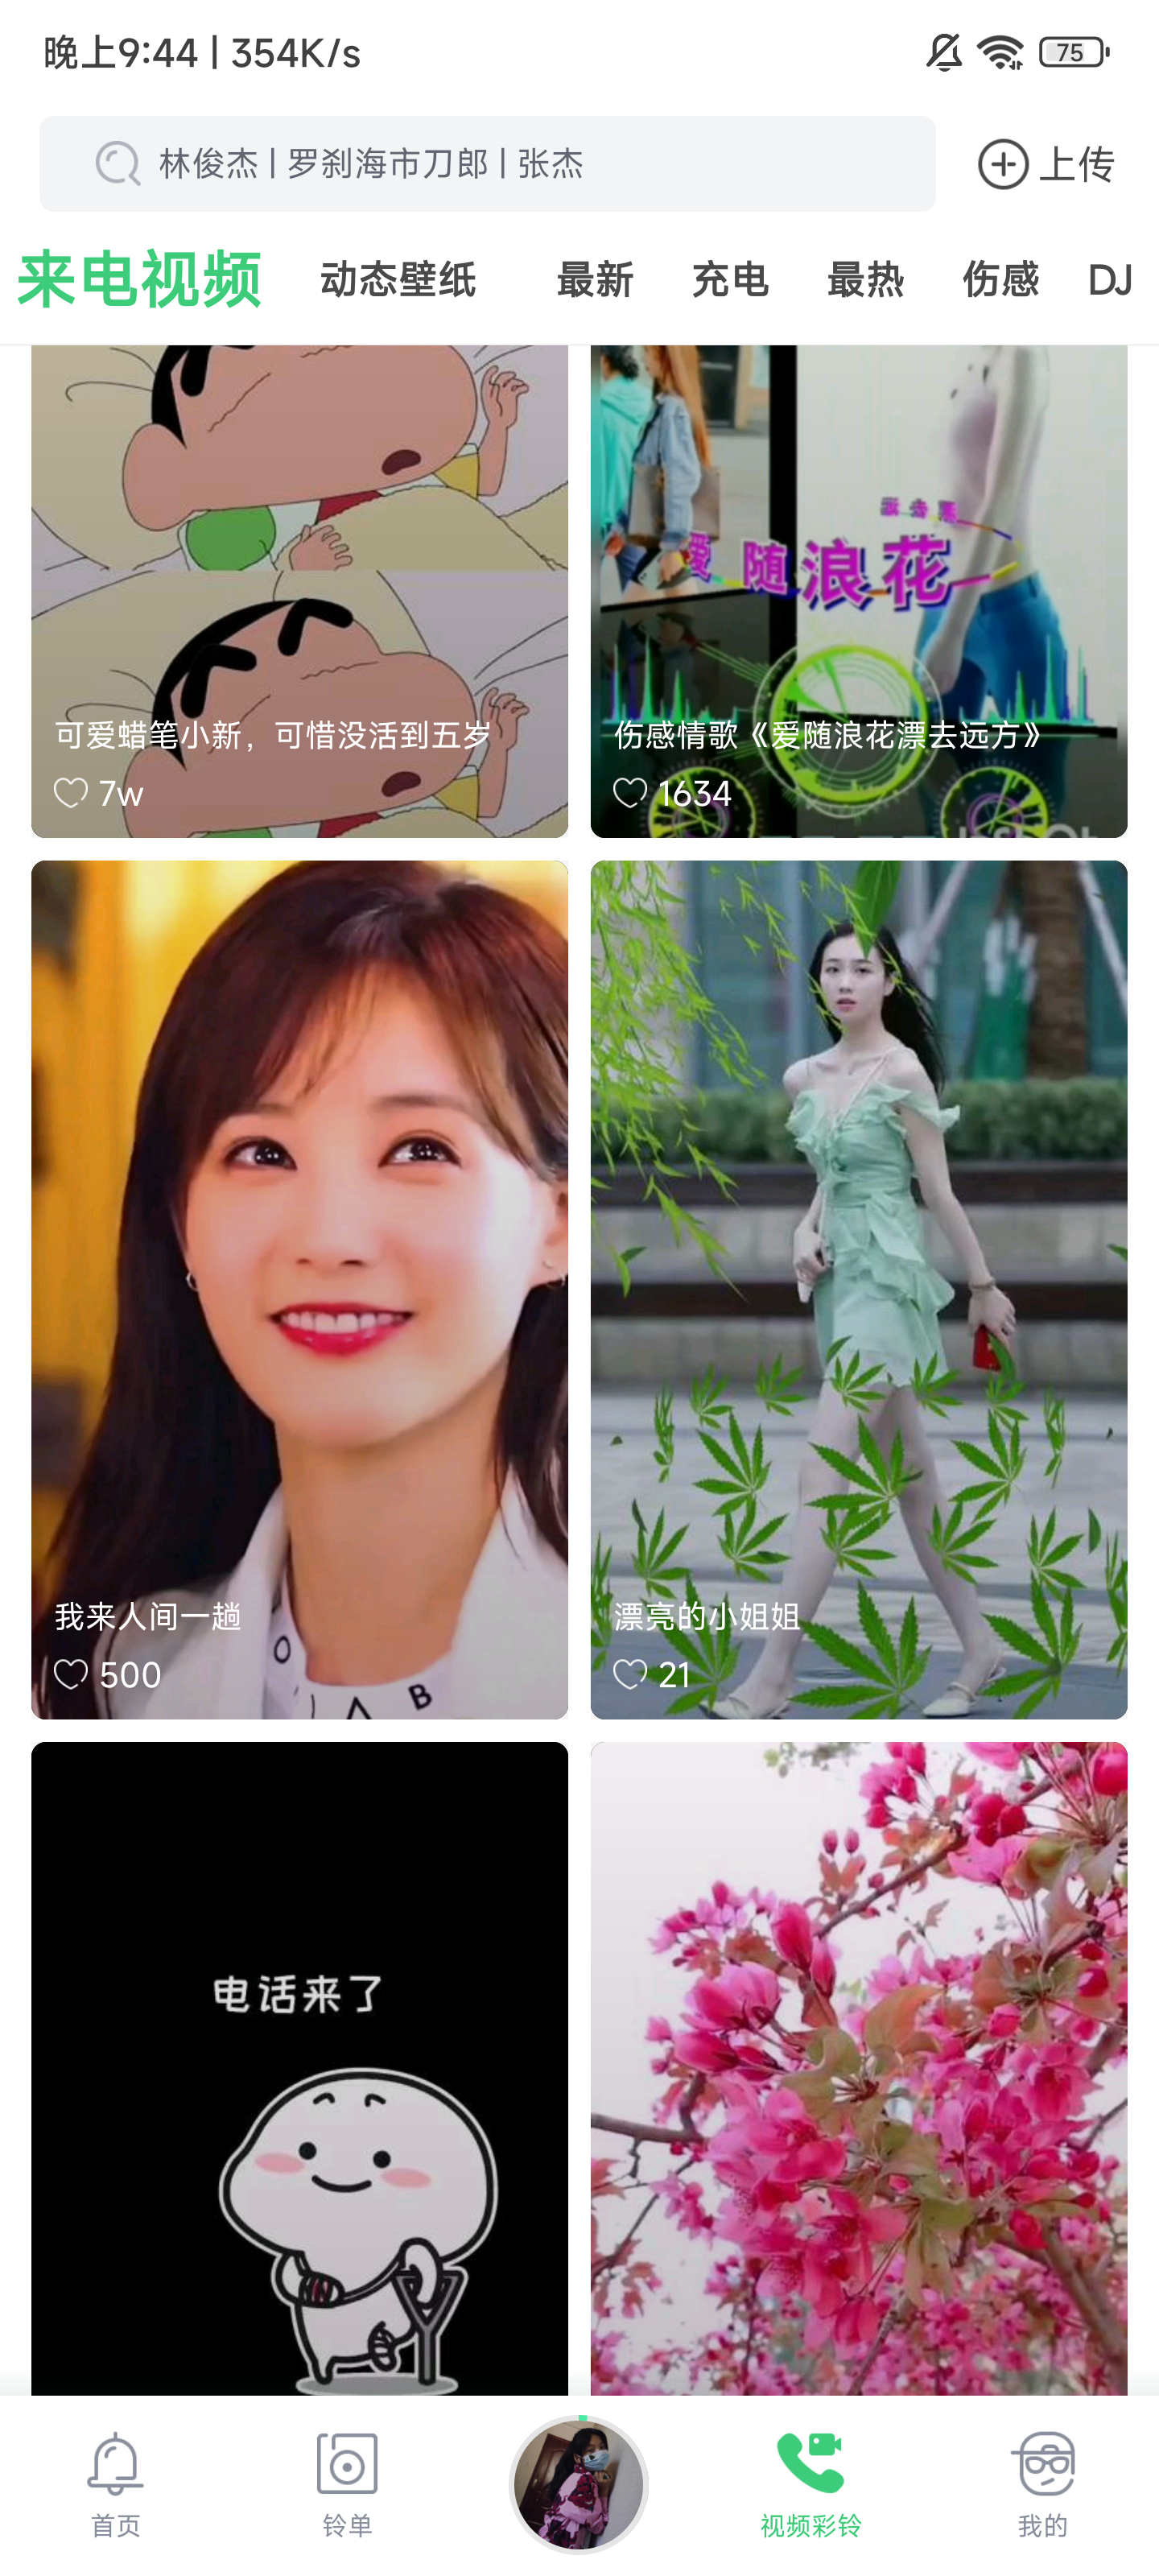 晚上9:44 | 354K/s
75
林俊杰 | 罗刹海市刀郎 | 张杰
上传
来电视频 动态壁纸 最新 充电 最热 伤感 DJ
爱随浪花
可爱蜡笔小新，可惜没活到五岁
7w
伤感情歌《爱随浪花漂去远方》
1634
我来人间一趟
500
漂亮的小姐姐
21
电话来了
首页
铃单
视频彩铃
我的